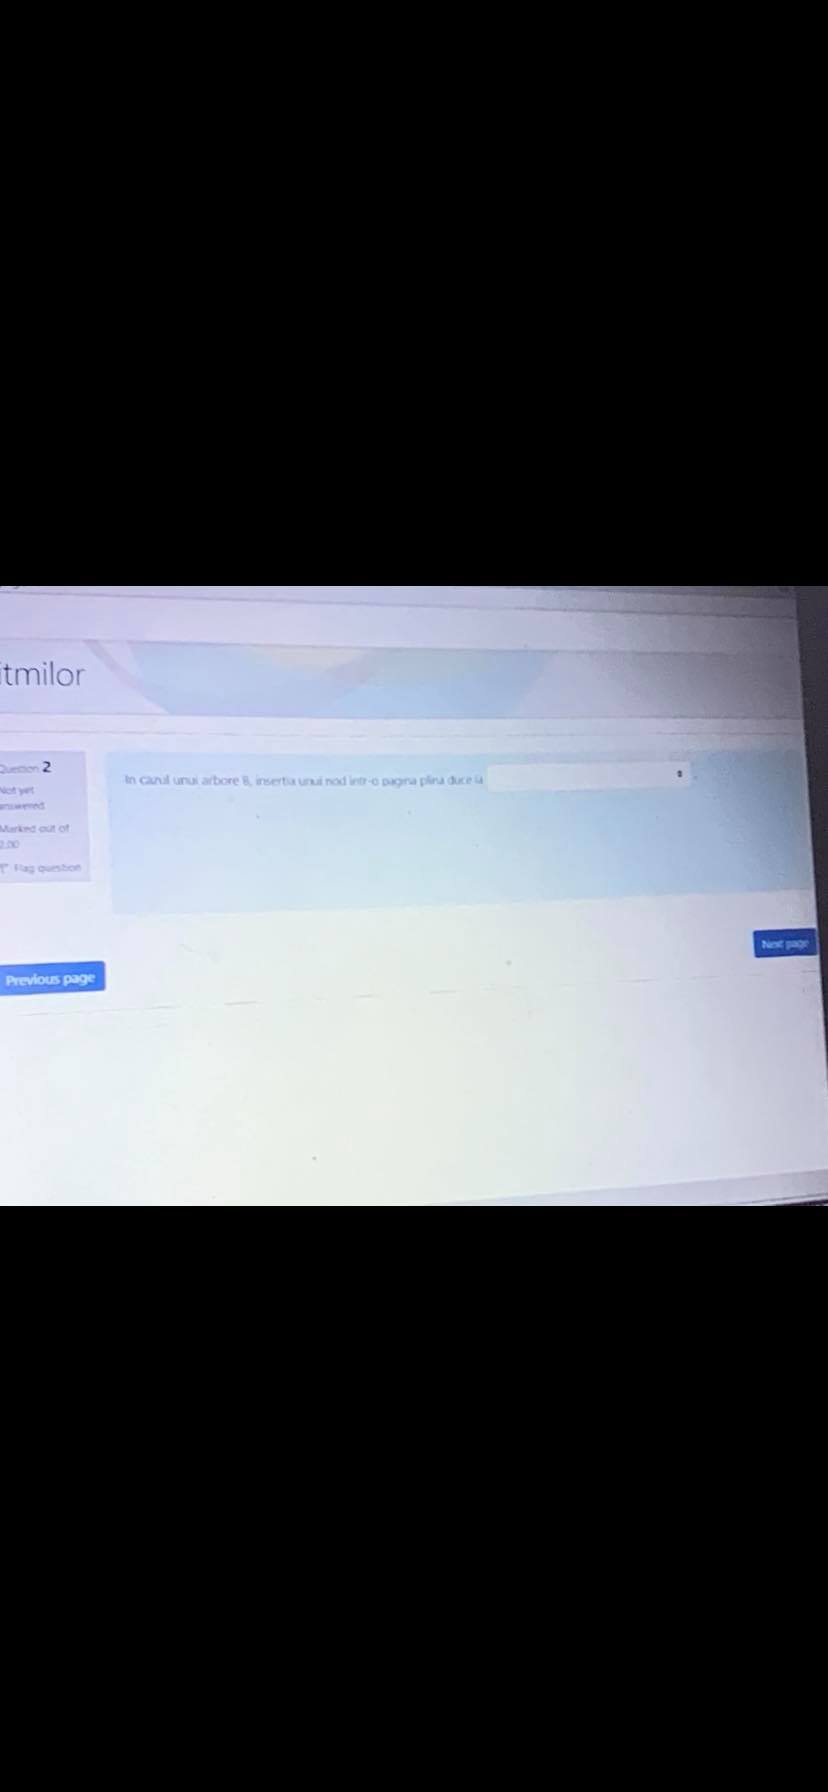 itmilor
Question 2
Not yet
answered
Marked out of
2.00
Flag question
In cazul unui arbore B, insertia unui nod intr-o pagina plina duce la
.
Next page
Previous page